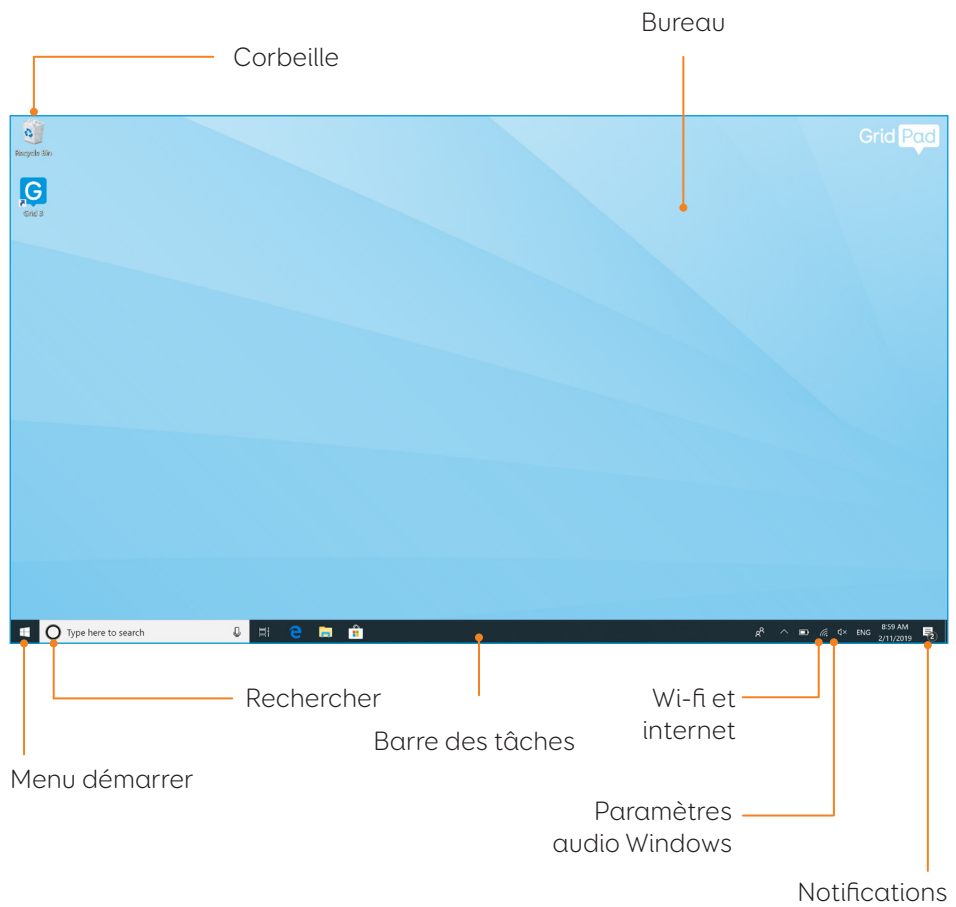 Bureau
Corbeille
Grid Pad
Recycle Bin
G
Grid 3
Type here to search
ENG
8:59 AM
2/11/2019
2
Rechercher
Wi-fi et
internet
Barre des tâches
Menu démarrer
Paramètres
audio Windows
Notifications